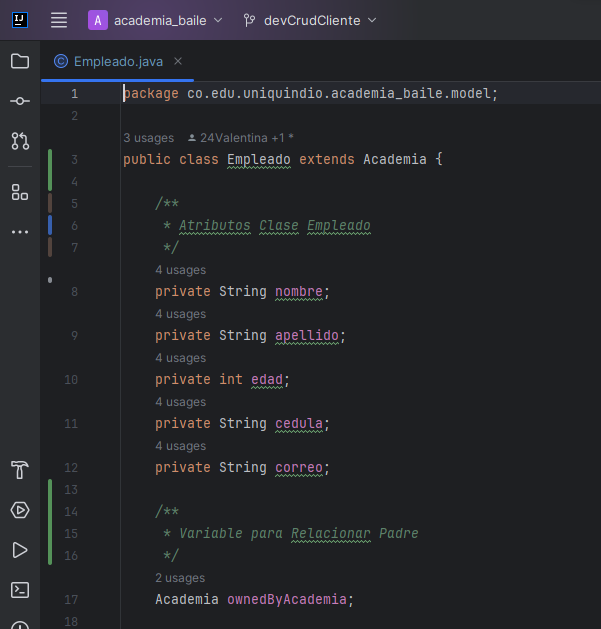 IJ
A academia_baile devCrudCliente
Empleado.java
1 package co.edu.uniquindio.academia_baile.model;
2
3 usages 24Valentina +1 *
3 public class Empleado extends Academia {
4
5 /**
6 * Atributos Clase Empleado
7 */
4 usages
8 private String nombre;
4 usages
9 private String apellido;
4 usages
10 private int edad;
4 usages
11 private String cedula;
4 usages
12 private String correo;
13
14 /**
15 * Variable para Relacionar Padre
16 */
2 usages
17 Academia ownedByAcademia;
18